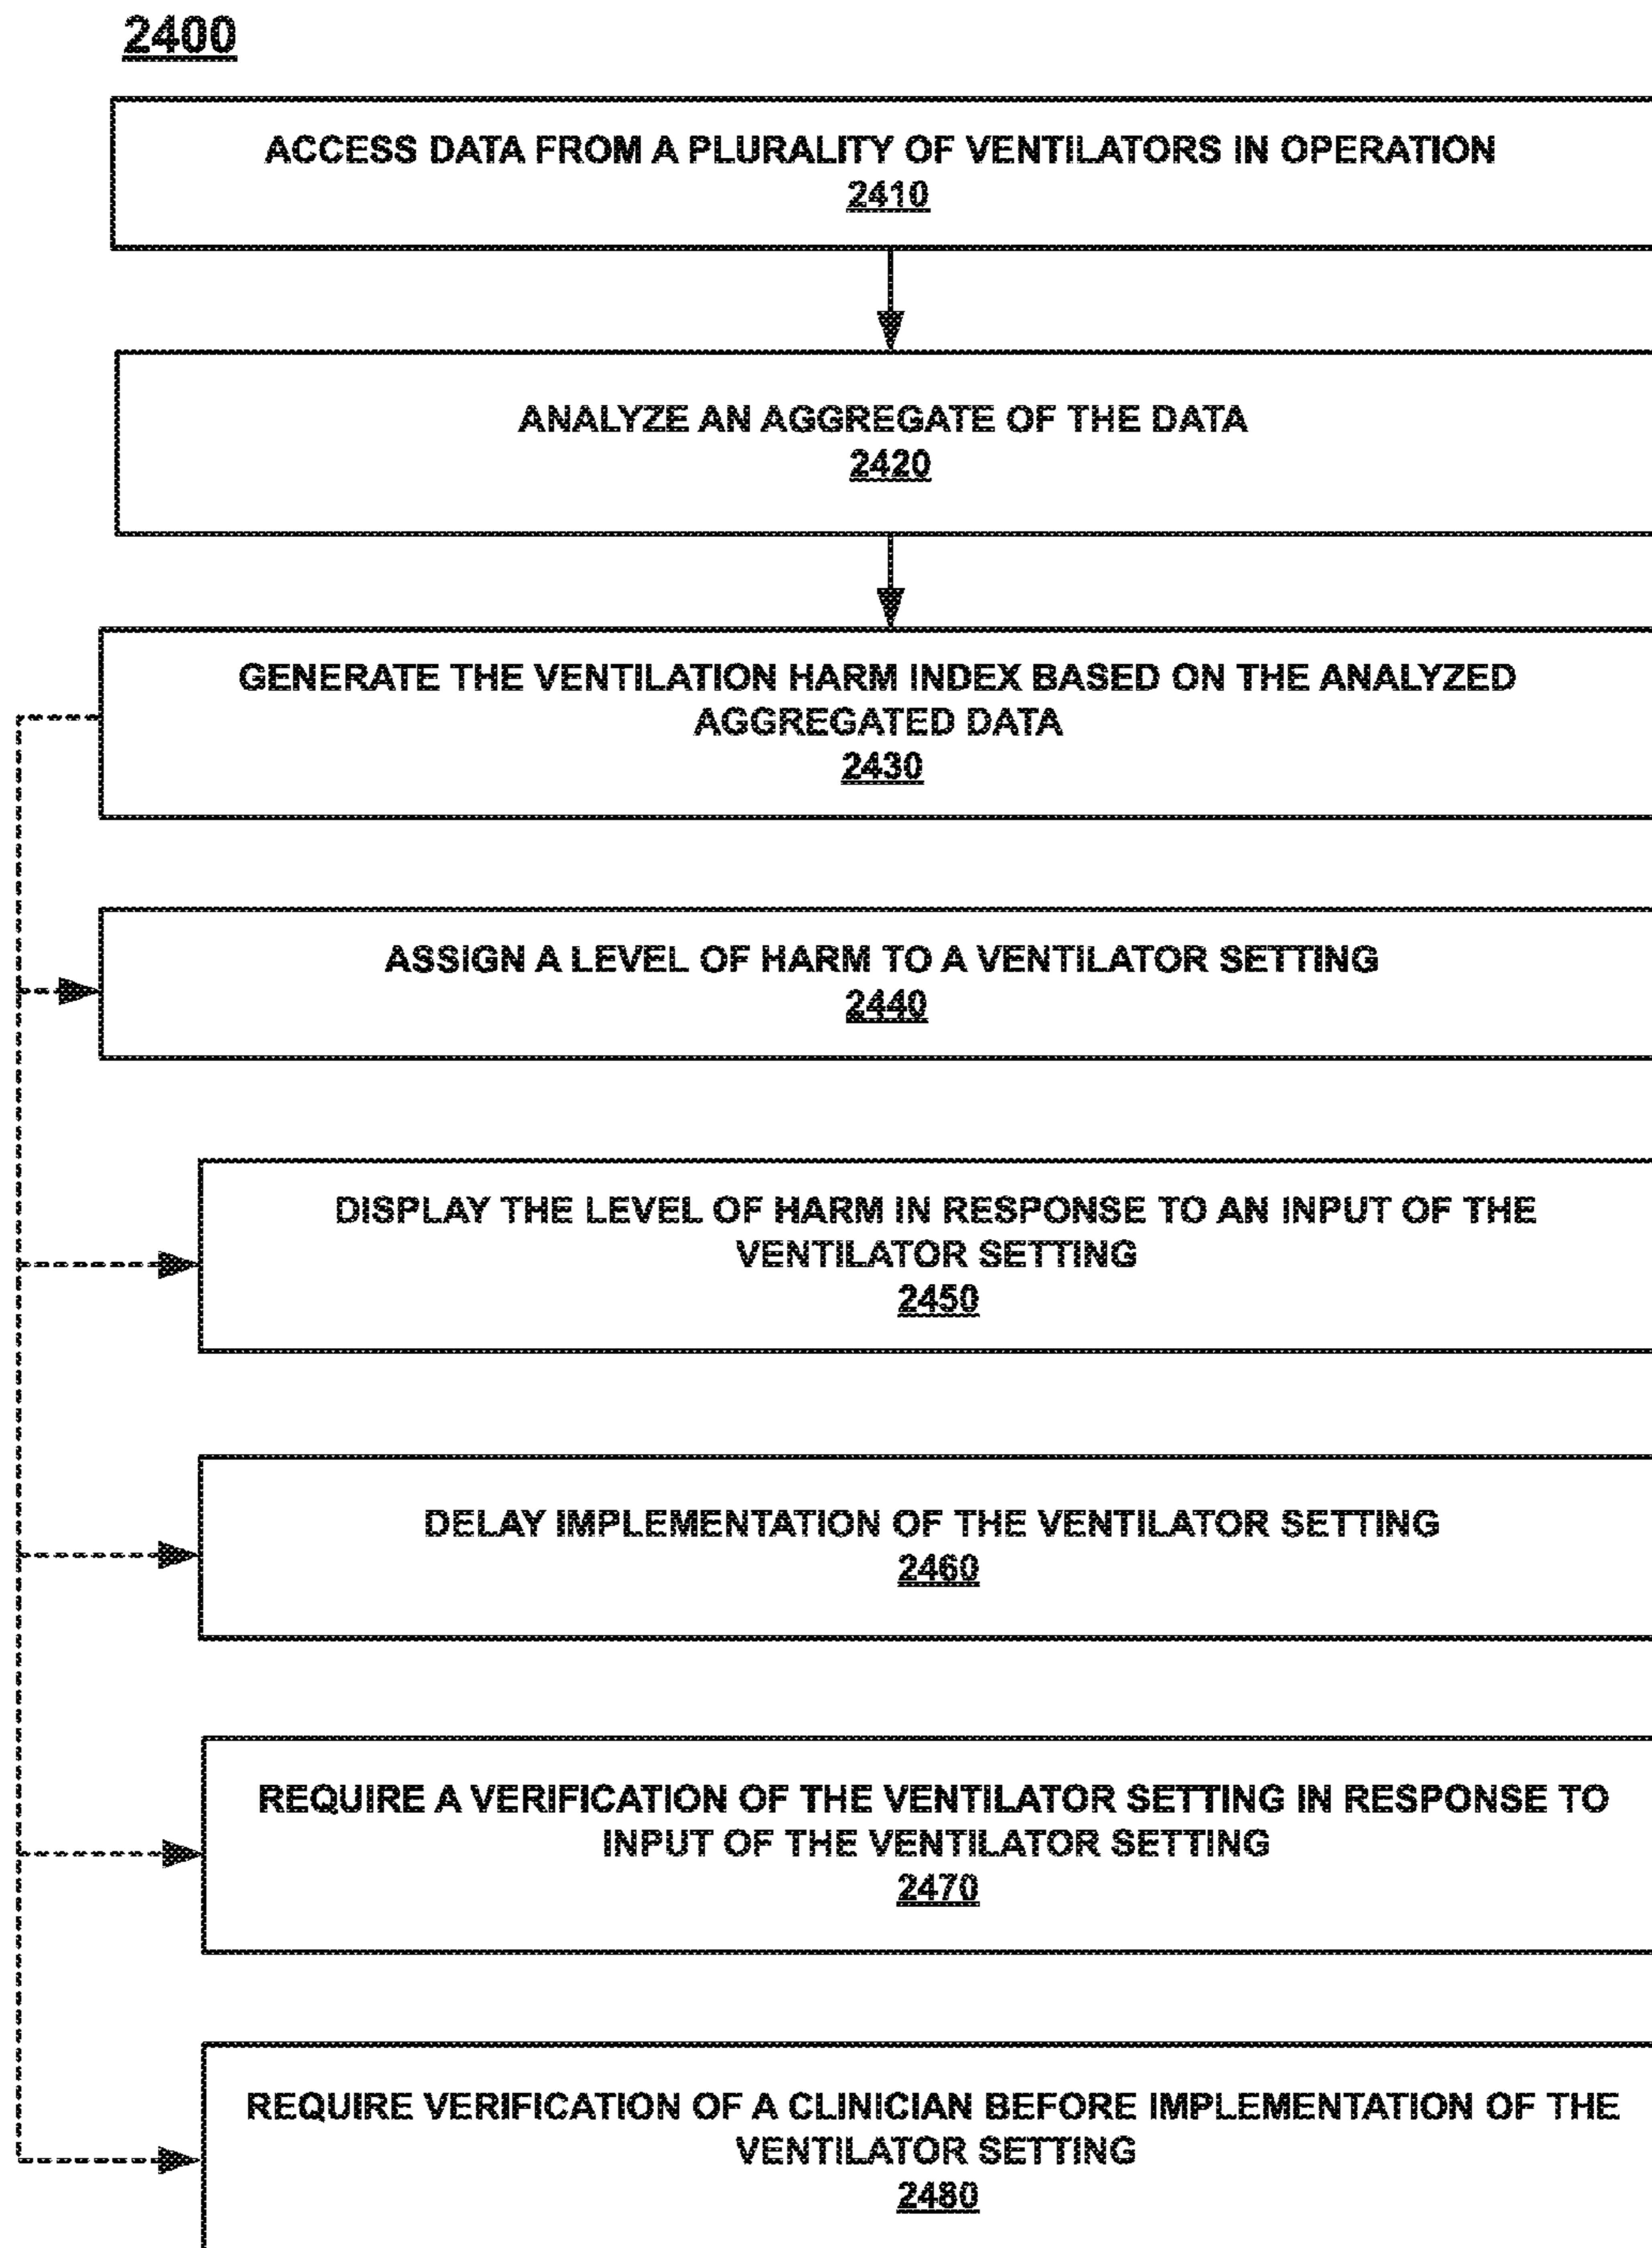 2400
ACCESS DATA FROM A PLURALITY OF VENTILATORS IN OPERATION
2410
ANALYZE AN AGGREGATE OF THE DATA
2420
GENERATE THE VENTILATION HARM INDEX BASED ON THE ANALYZED
AGGREGATED DATA
2430
ASSIGN A LEVEL OF HARM TO A VENTILATOR SETTING
2440
DISPLAY THE LEVEL OF HARM IN RESPONSE TO AN INPUT OF THE
VENTILATOR SETTING
2450
DELAY IMPLEMENTATION OF THE VENTILATOR SETTING
2460
REQUIRE A VERIFICATION OF THE VENTILATOR SETTING IN RESPONSE TO
INPUT OF THE VENTILATOR SETTING
2470
REQUIRE VERIFICATION OF A CLINICIAN BEFORE IMPLEMENTATION OF THE
VENTILATOR SETTING
2480